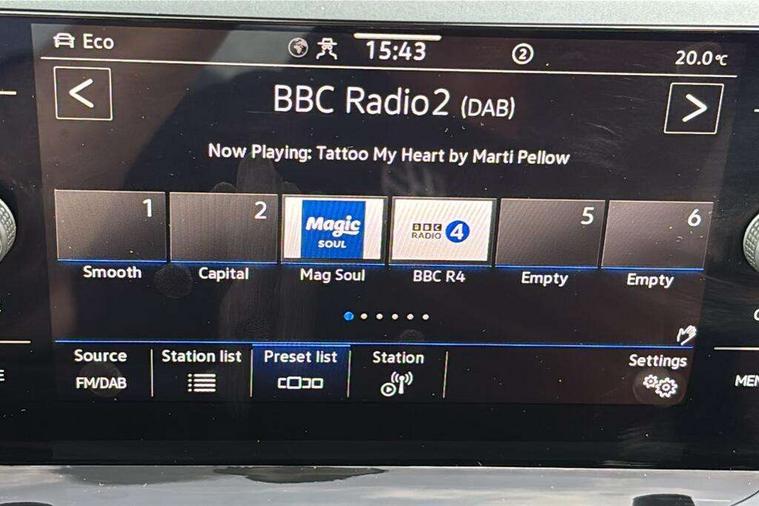 Eco
15:43
2
20.0°C
<
BBC Radio2 (DAB)
>
Now Playing: Tattoo My Heart by Marti Pellow
1
2
Magic
SOUL
BBC
RADIO 4
5
6
Smooth
Capital
Mag Soul
BBC R4
Empty
Empty
Source
Station list
Preset list
Station
Settings
FM/DAB